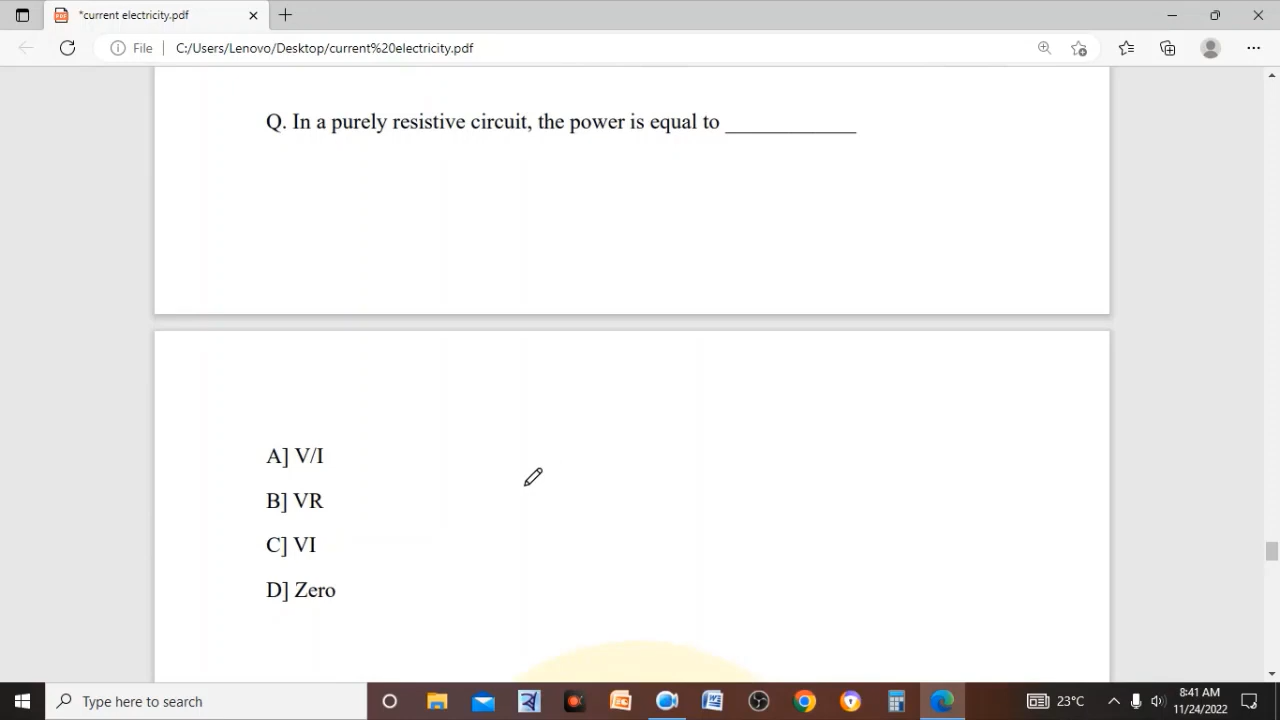 *current electricity.pdf
File
C:/Users/Lenovo/Desktop/current%20electricity.pdf
Q. In a purely resistive circuit, the power is equal to ____________
A] V/I
B] VR
C] VI
D] Zero
Type here to search
23°C
8:41 AM
11/24/2022